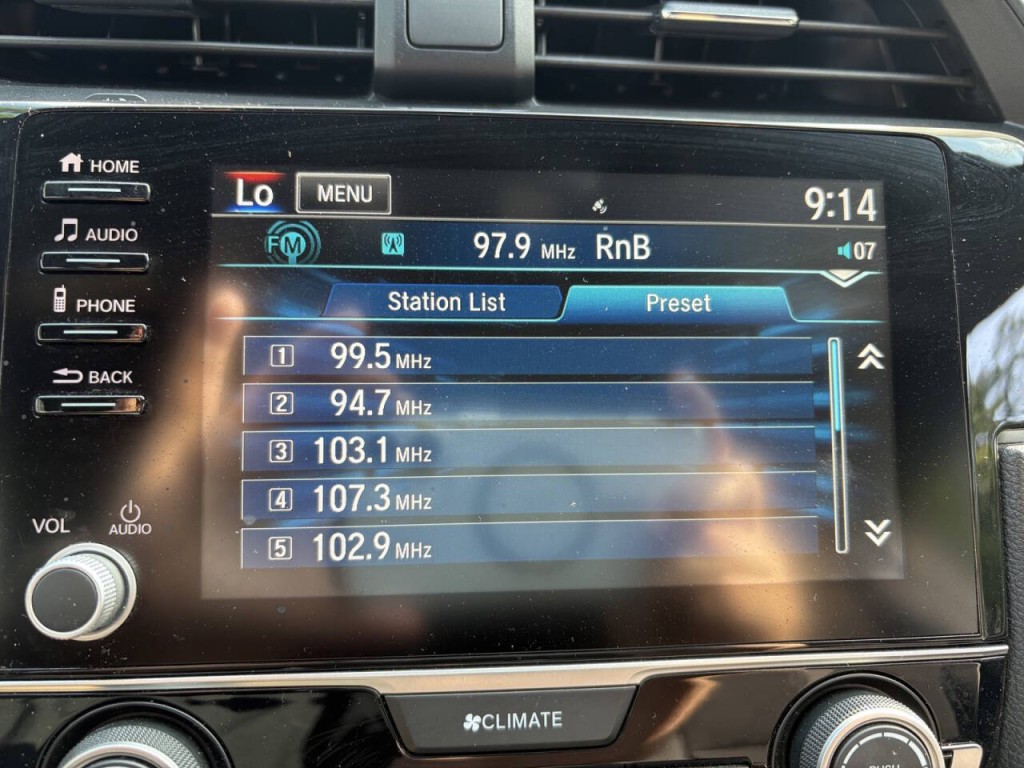 HOME
AUDIO
PHONE
BACK
VOL
AUDIO
Lo MENU 9:14
FM 97.9 MHz RnB 07
Station List Preset
1 99.5 MHz
2 94.7 MHz
3 103.1 MHz
4 107.3 MHz
5 102.9 MHz
CLIMATE
PUSH